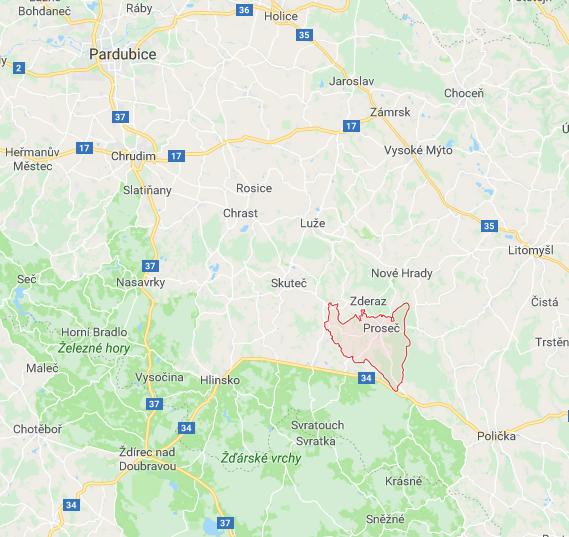 Bohdaneč
Ráby
36
Holice
35
Pardubice
2
Jaroslav
Choceň
Zámrsk
37
17
Heřmanův
Městec
17
Chrudim
17
Vysoké Mýto
Slatiňany
Rosice
Chrast
Luže
35
Litomyšl
37
Nové Hrady
Seč
Nasavrky
Skuteč
Zderaz
Čistá
Proseč
Horní Bradlo
Železné hory
Maleč
Vysočina
Hlinsko
34
37
Chotěboř
34
Svratouch
Svratka
Polička
Ždírec nad
Doubravou
Žďárské vrchy
Krásné
34
37
Sněžné